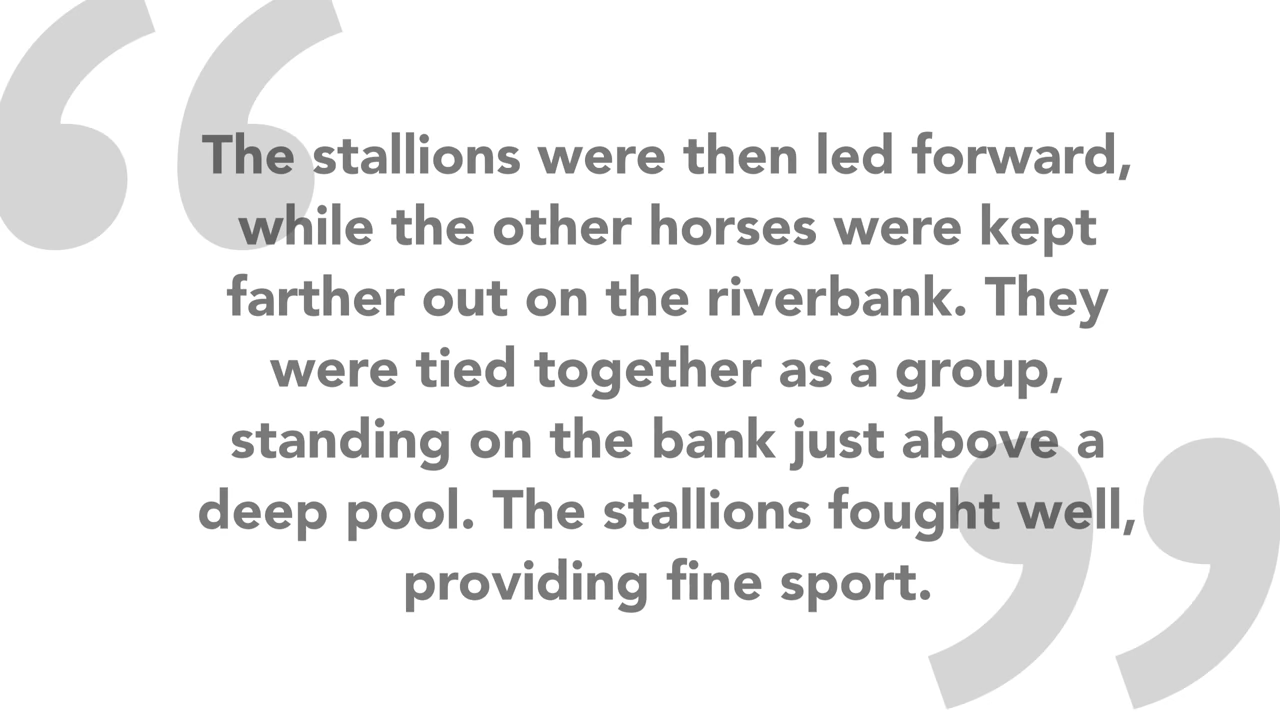 The stallions were then led forward,
while the other horses were kept
farther out on the riverbank. They
were tied together as a group,
standing on the bank just above a
deep pool. The stallions fought well,
providing fine sport.